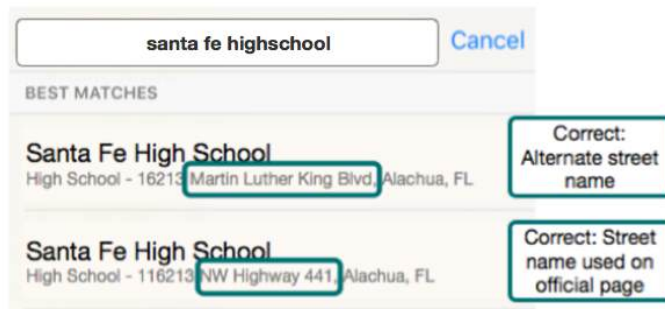 santa fe highschool
Cancel
BEST MATCHES
Santa Fe High School
High School - 16213 Martin Luther King Blvd, Alachua, FL
Correct:
Alternate street
name
Santa Fe High School
High School - 116213 NW Highway 441, Alachua, FL
Correct: Street
name used on
official page